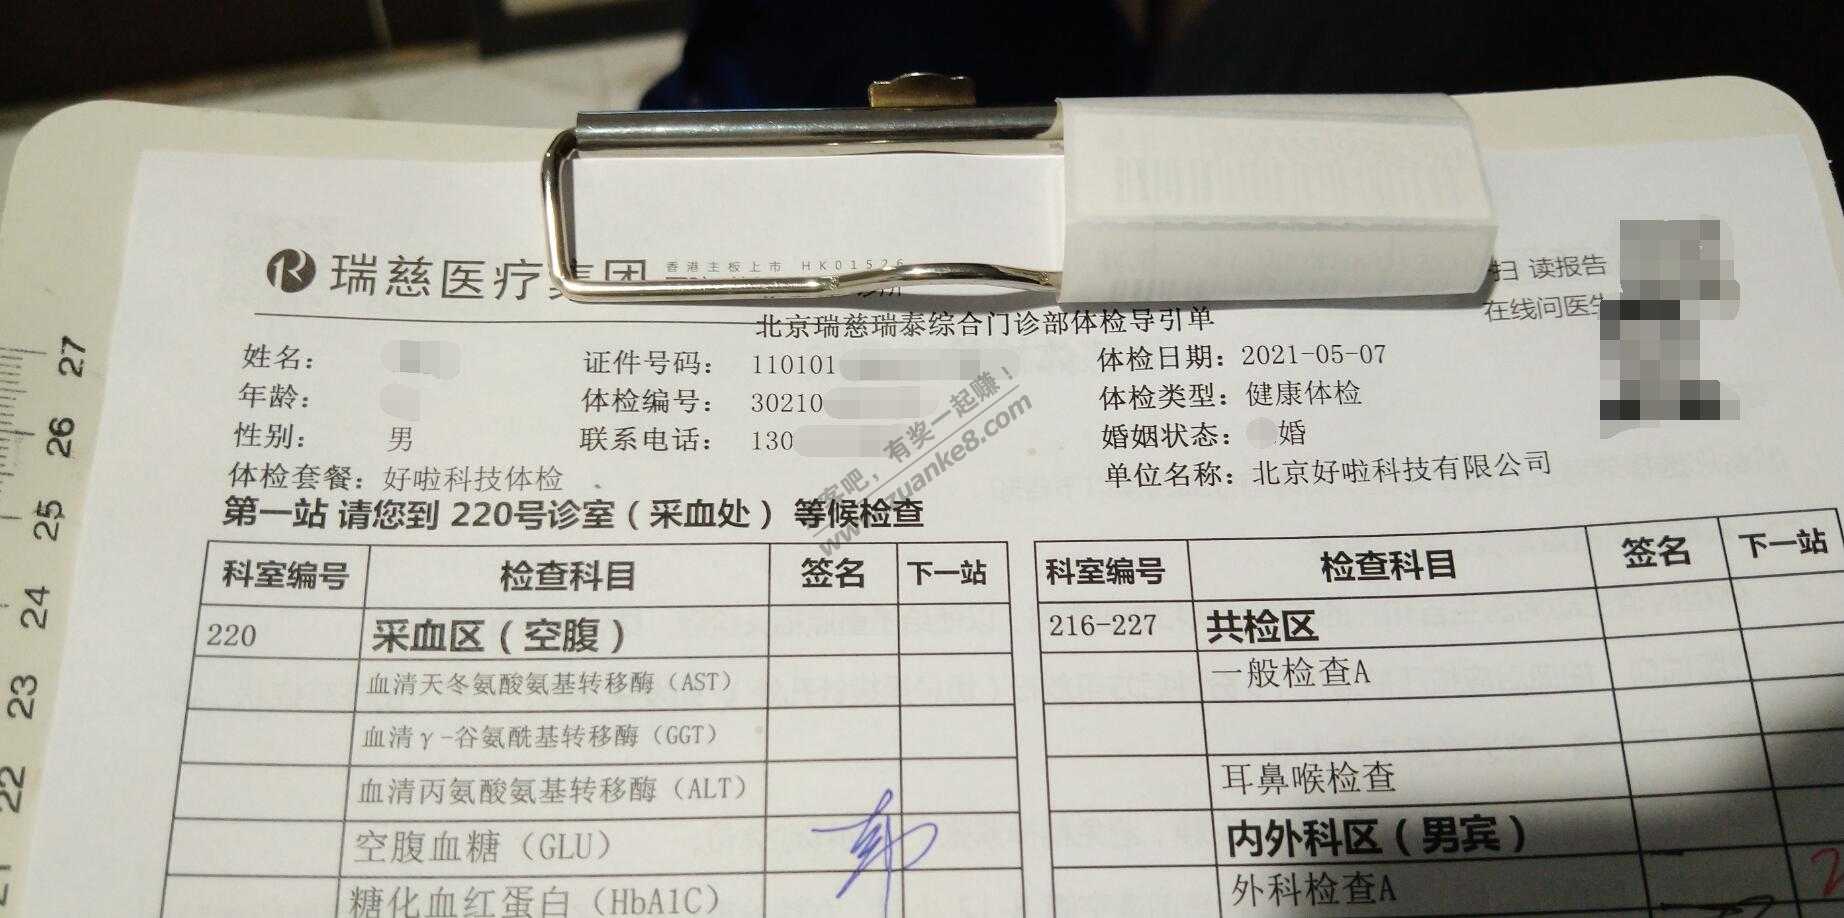 瑞慈医疗集团
香港主板上市 HK01526
扫 读报告
在线问医生
北京瑞慈瑞泰综合门诊部体检导引单
姓名： 证件号码： 110101 体检日期： 2021-05-07
年龄： 体检编号： 30210 体检类型： 健康体检
性别： 男 联系电话： 130 婚姻状态： 婚
体检套餐： 好啦科技体检 单位名称： 北京好啦科技有限公司
客吧，有奖一起赚！
www.zuanke8.com
第一站 请您到 220号诊室（采血处） 等候检查
科室编号 检查科目 签名 下一站
220 采血区（空腹）
血清天冬氨酸氨基转移酶（AST）
血清γ-谷氨酰基转移酶（GGT）
血清丙氨酸氨基转移酶（ALT）
空腹血糖（GLU）
糖化血红蛋白（HbA1C）
科室编号 检查科目 签名 下一站
216-227 共检区
一般检查A
耳鼻喉检查
内外科区（男宾）
外科检查A
27
26
25
24
23
22
21